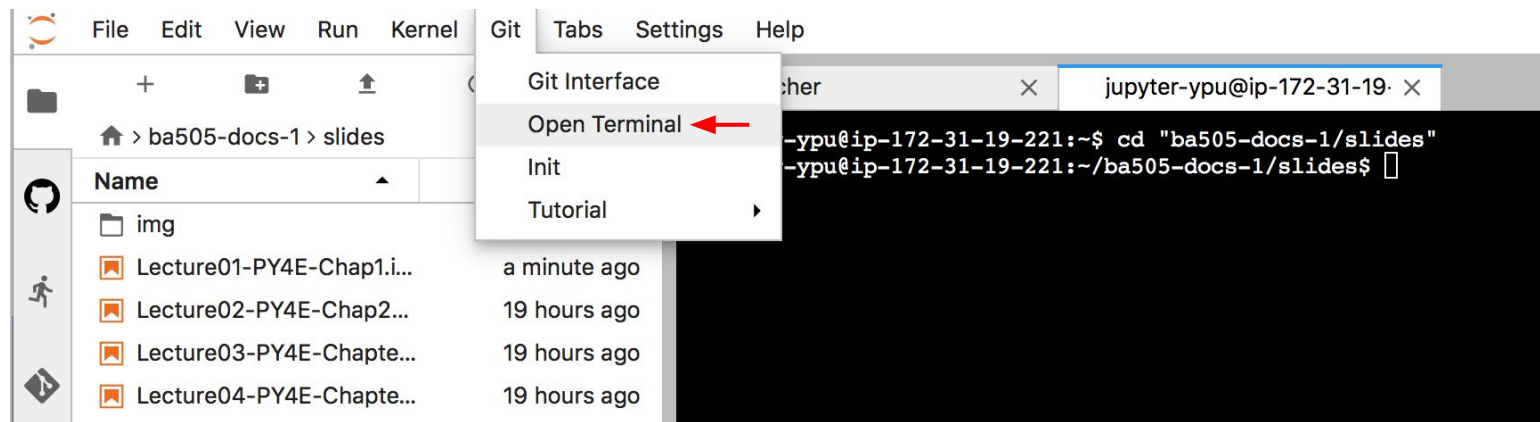 File Edit View Run Kernel Git Tabs Settings Help
Git Interface
Open Terminal
Init
Tutorial
cher
jupyter-ypu@ip-172-31-19-
> ba505-docs-1 > slides
Name
img
Lecture01-PY4E-Chap1.i... a minute ago
Lecture02-PY4E-Chap2... 19 hours ago
Lecture03-PY4E-Chapte... 19 hours ago
Lecture04-PY4E-Chapte... 19 hours ago
-ypu@ip-172-31-19-221:~$ cd "ba505-docs-1/slides"
-ypu@ip-172-31-19-221:~/ba505-docs-1/slides$